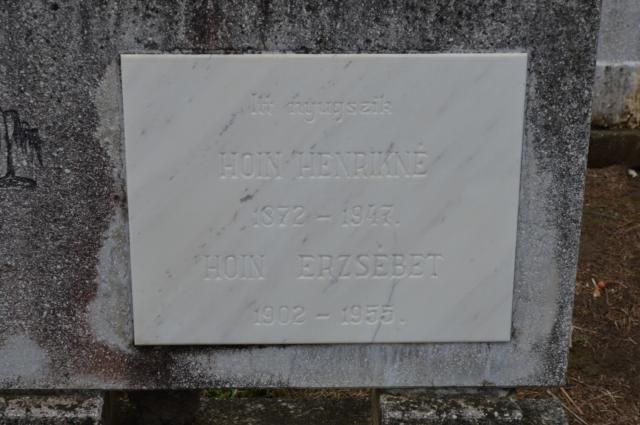 Itt nyugszik
HOIN HENRIKNÉ
1872 - 1947.
HOIN ERZSÉBET
1902 - 1955.